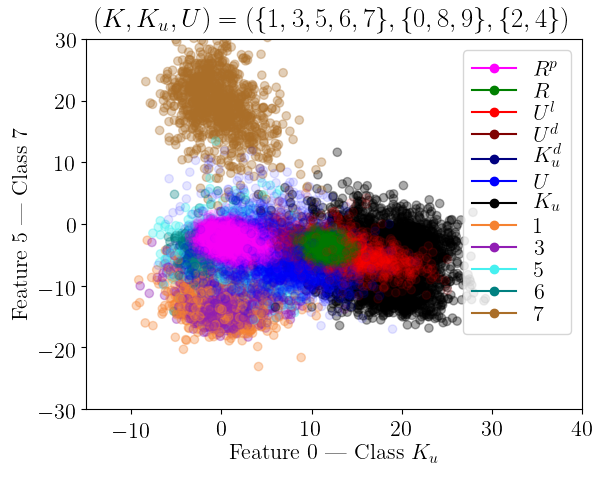 (K, K_u, U) = ({1, 3, 5, 6, 7}, {0, 8, 9}, {2, 4})
30
20
10
0
−10
−20
−30
Feature 5 — Class 7
R^p
R
U^l
U^d
K_u^d
U
K_u
1
3
5
6
7
−10
0
10
20
30
40
Feature 0 — Class K_u